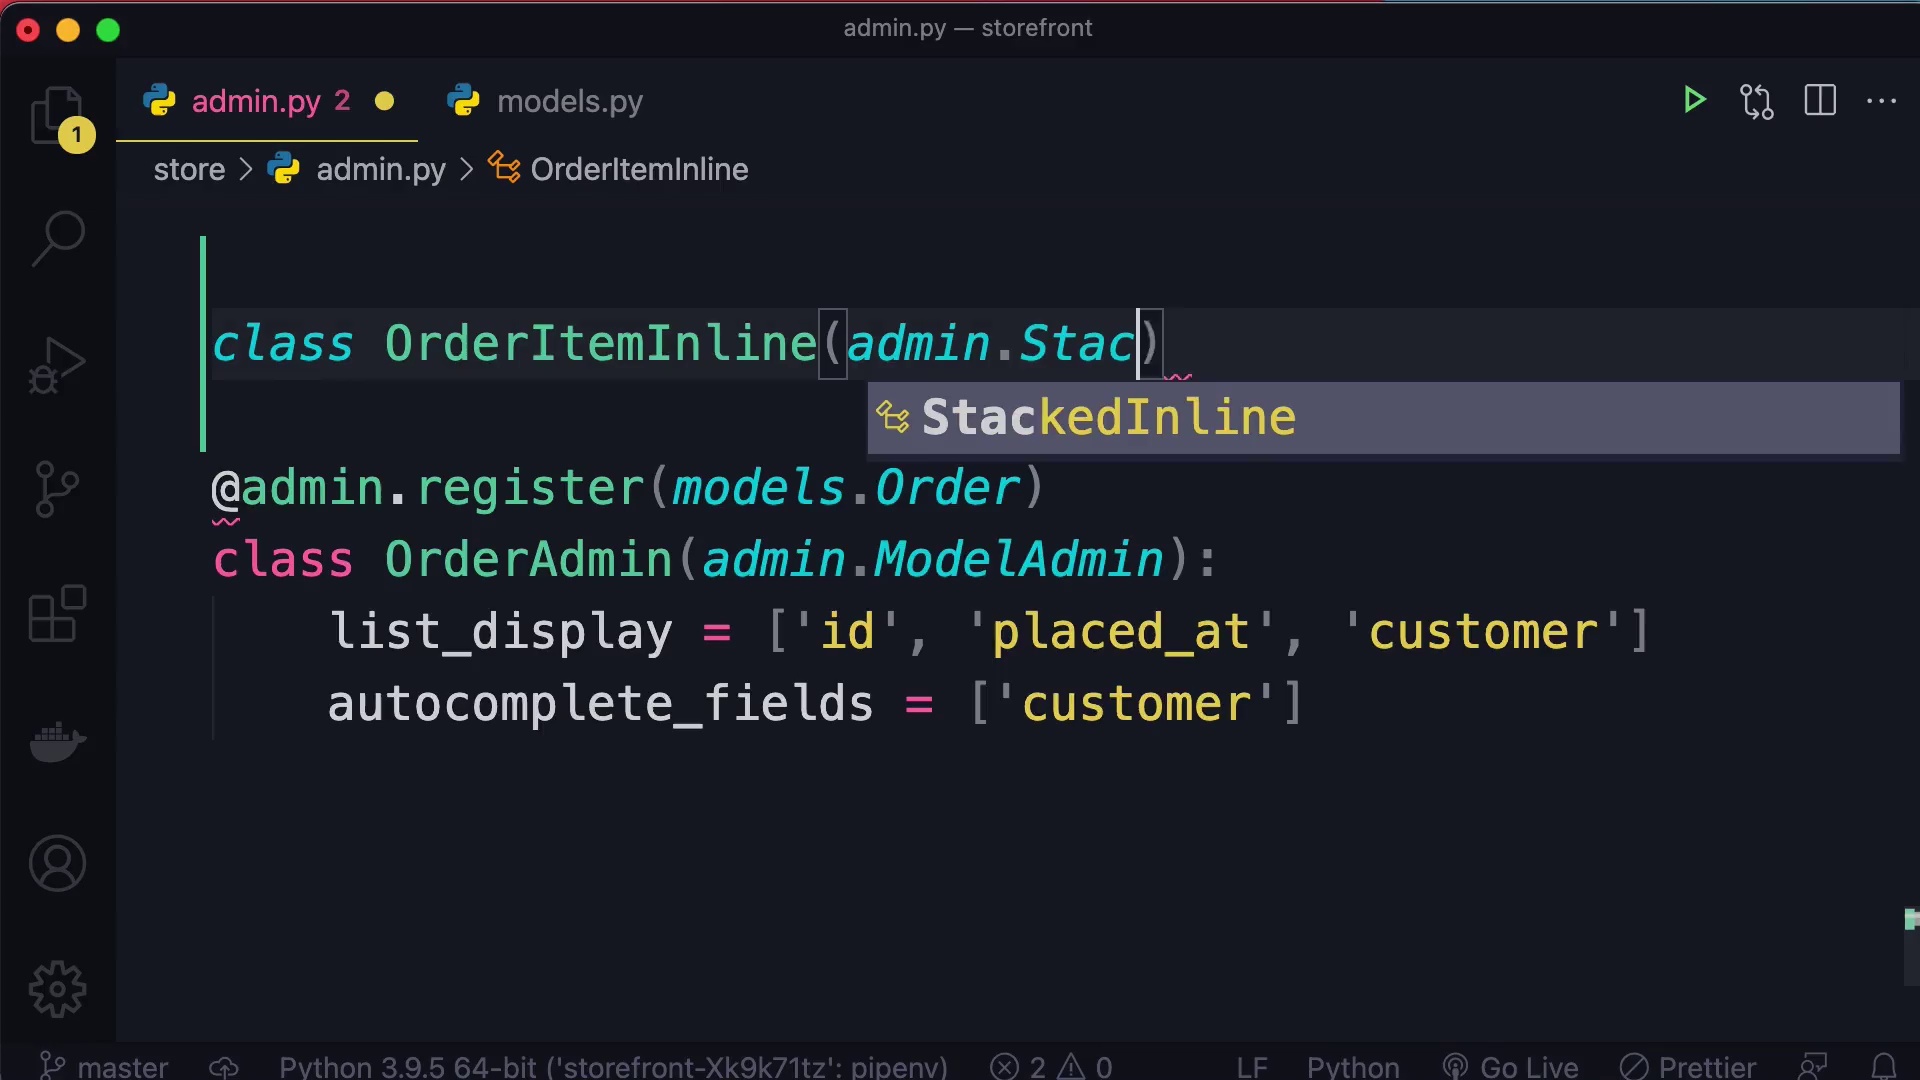 admin.py — storefront
admin.py 2 models.py
1
store > admin.py > OrderItemInline
class OrderItemInline(admin.Stac)
StackedInline
@admin.register(models.Order)
class OrderAdmin(admin.ModelAdmin):
list_display = ['id', 'placed_at', 'customer']
autocomplete_fields = ['customer']
master Python 3.9.5 64-bit ('storefront-Xk9k71tz': pipenv) 2 0 LF Python Go Live Prettier